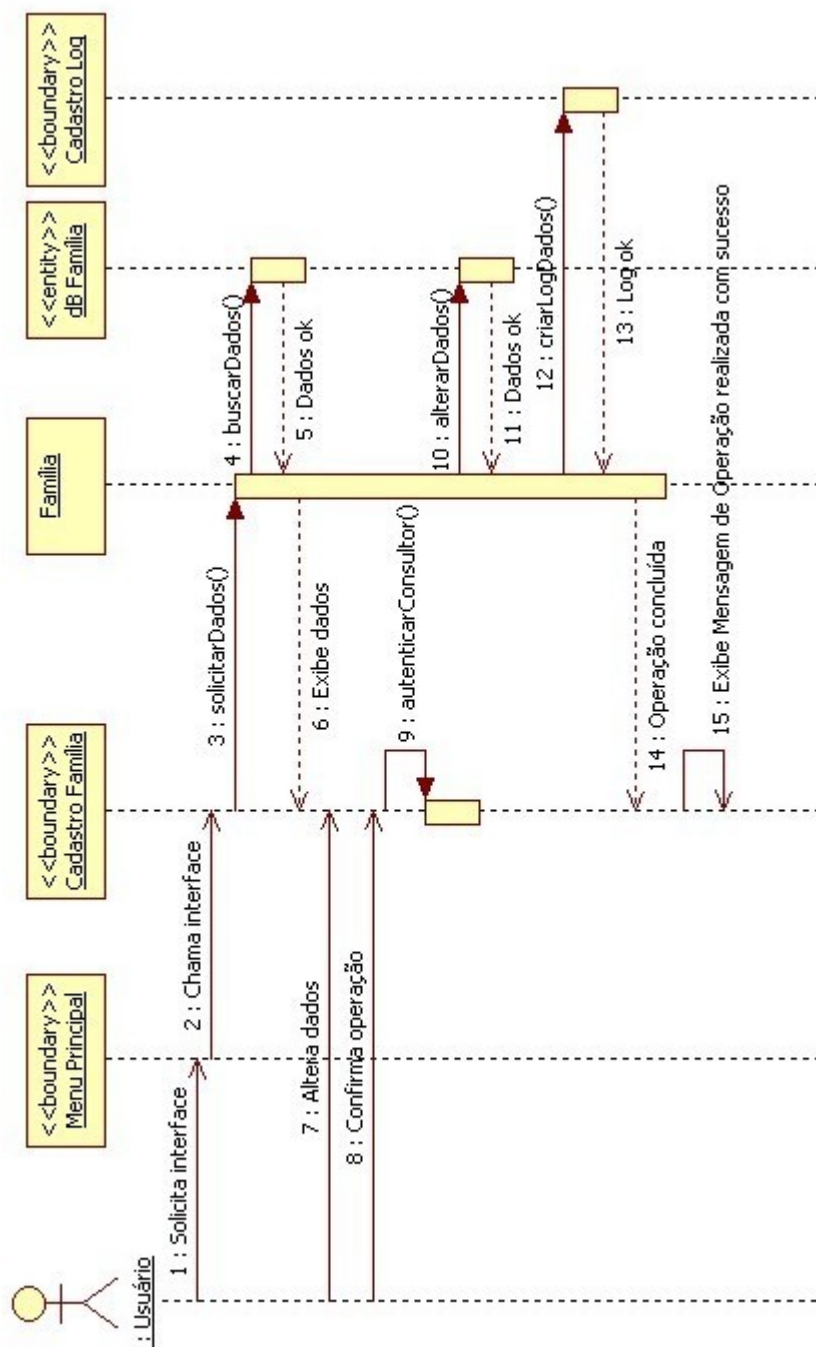 : Usuário
<<boundary>>
Menu Principal
<<boundary>>
Cadastro Família
Família
<<entity>>
dB Família
<<boundary>>
Cadastro Log
1 : Solicita interface
2 : Chama interface
3 : solicitarDados()
4 : buscarDados()
5 : Dados ok
6 : Exibe dados
7 : Altera dados
8 : Confirma operação
9 : autenticarConsultor()
10 : alterarDados()
11 : Dados ok
12 : criarLogDados()
13 : Log ok
14 : Operação concluída
15 : Exibe Mensagem de Operação realizada com sucesso